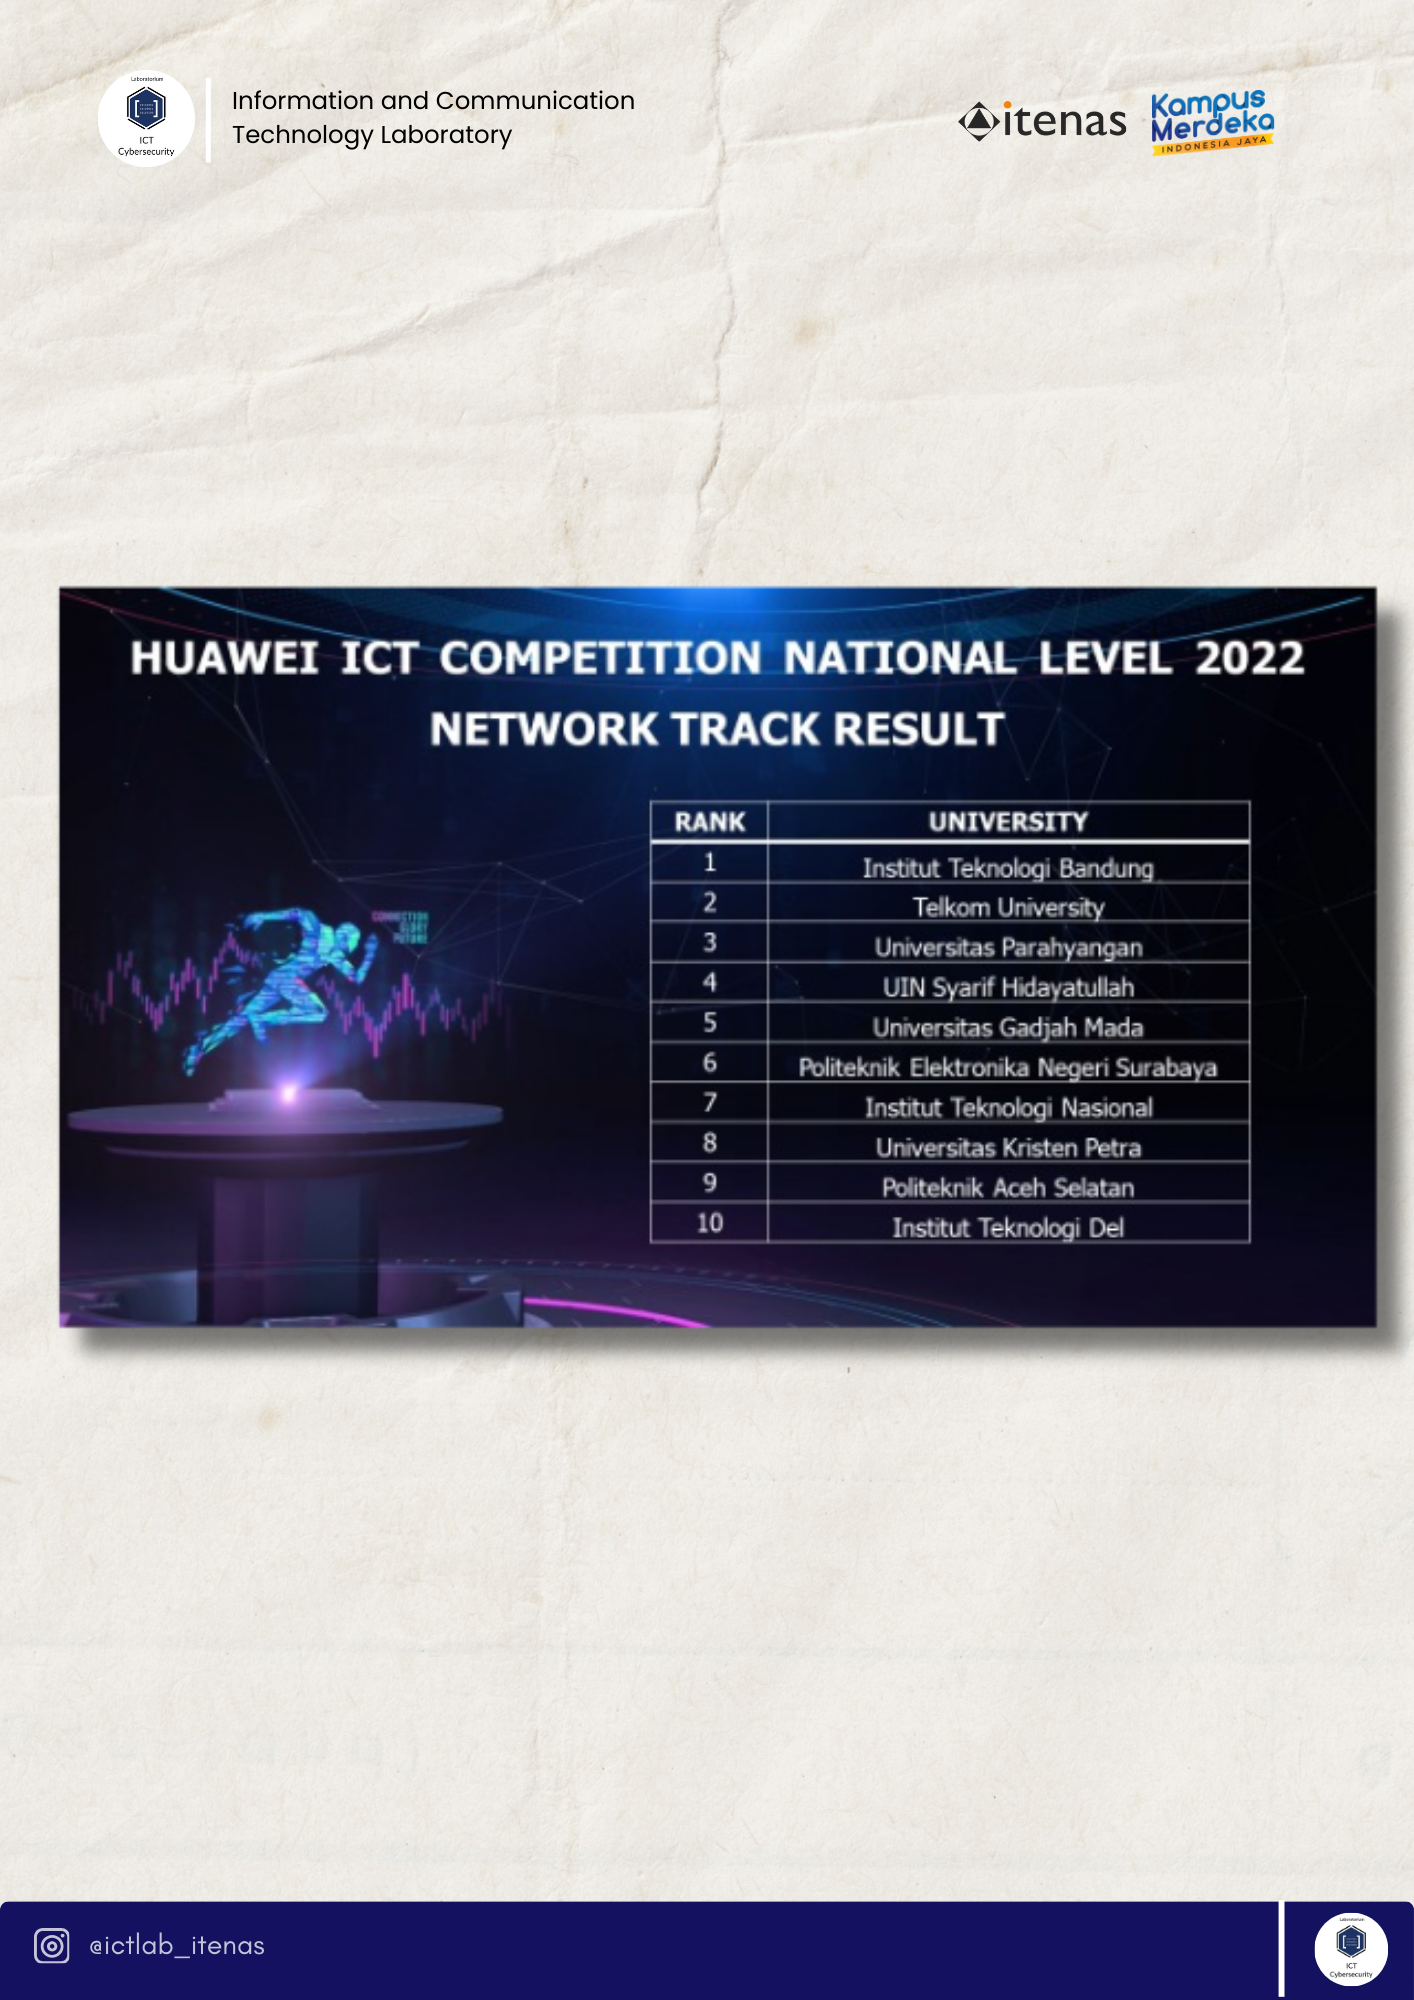 Laboratorium
ICT
Cybersecurity
Information and Communication
Technology Laboratory
itenas
Kampus
Merdeka
INDONESIA JAYA
HUAWEI ICT COMPETITION NATIONAL LEVEL 2022
NETWORK TRACK RESULT
CONNECTION
GLORY
FUTURE
RANK UNIVERSITY
1 Institut Teknologi Bandung
2 Telkom University
3 Universitas Parahyangan
4 UIN Syarif Hidayatullah
5 Universitas Gadjah Mada
6 Politeknik Elektronika Negeri Surabaya
7 Institut Teknologi Nasional
8 Universitas Kristen Petra
9 Politeknik Aceh Selatan
10 Institut Teknologi Del
@ictlab_itenas
Laboratorium
ICT
Cybersecurity